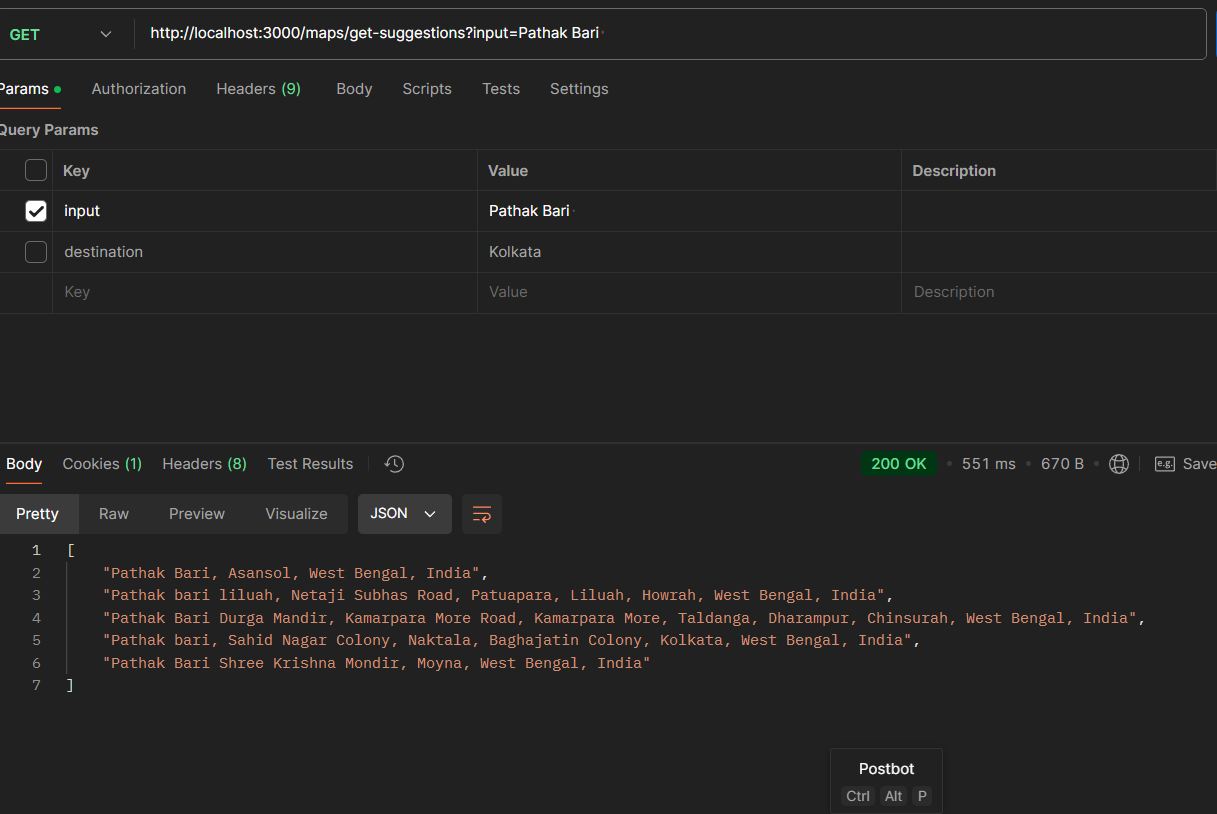 GET http://localhost:3000/maps/get-suggestions?input=Pathak Bari
Params Authorization Headers (9) Body Scripts Tests Settings
Query Params
Key Value Description
input Pathak Bari
destination Kolkata
Key Value Description
Body Cookies (1) Headers (8) Test Results 200 OK 551 ms 670 B e.g. Save
Pretty Raw Preview Visualize JSON
1 [
2 "Pathak Bari, Asansol, West Bengal, India",
3 "Pathak bari liluah, Netaji Subhas Road, Patuapara, Liluah, Howrah, West Bengal, India",
4 "Pathak Bari Durga Mandir, Kamarpara More Road, Kamarpara More, Taldanga, Dharampur, Chinsurah, West Bengal, India",
5 "Pathak bari, Sahid Nagar Colony, Naktala, Baghajatin Colony, Kolkata, West Bengal, India",
6 "Pathak Bari Shree Krishna Mondir, Moyna, West Bengal, India"
7 ]
Postbot
Ctrl Alt P